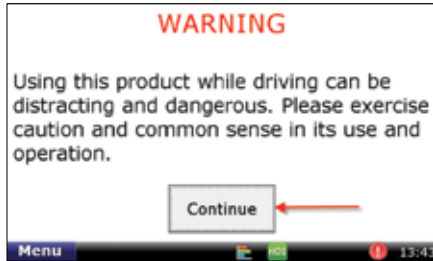 WARNING
Using this product while driving can be
distracting and dangerous. Please exercise
caution and common sense in its use and
operation.
Continue
Menu HOS 13:43